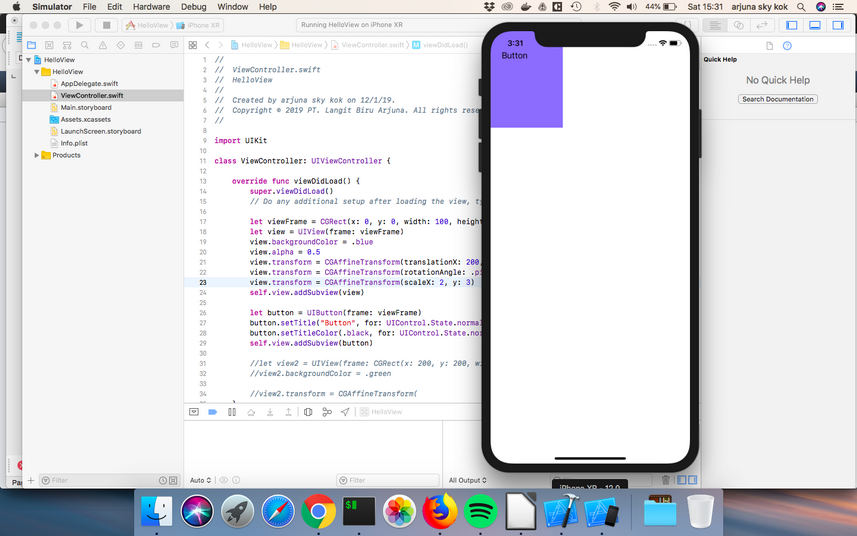 Simulator File Edit Hardware Debug Window Help 44% Sat 15:31 arjuna sky kok
HelloView iPhone XR Running HelloView on iPhone XR
HelloView HelloView ViewController.swift viewDidLoad()
HelloView
HelloView
AppDelegate.swift
ViewController.swift
Main.storyboard
Assets.xcassets
LaunchScreen.storyboard
Info.plist
Products
1 //
2 // ViewController.swift
3 // HelloView
4 //
5 // Created by arjuna sky kok on 12/1/19.
6 // Copyright © 2019 PT. Langit Biru Arjuna. All rights rese
7 //
8
9 import UIKit
10
11 class ViewController: UIViewController {
12
13 override func viewDidLoad() {
14 super.viewDidLoad()
15 // Do any additional setup after loading the view, ty
16
17 let viewFrame = CGRect(x: 0, y: 0, width: 100, height
18 let view = UIView(frame: viewFrame)
19 view.backgroundColor = .blue
20 view.alpha = 0.5
21 view.transform = CGAffineTransform(translationX: 200,
22 view.transform = CGAffineTransform(rotationAngle: .pi
23 view.transform = CGAffineTransform(scaleX: 2, y: 3)
24 self.view.addSubview(view)
25
26 let button = UIButton(frame: viewFrame)
27 button.setTitle("Button", for: UIControl.State.normal
28 button.setTitleColor(.black, for: UIControl.State.nor
29 self.view.addSubview(button)
30
31 //let view2 = UIView(frame: CGRect(x: 200, y: 200, wi
32 //view2.backgroundColor = .green
33
34 //view2.transform = CGAffineTransform(
HelloView
Filter
Auto
Filter
All Output
3:31
Button
iPhone XR - 12.0
Quick Help
No Quick Help
Search Documentation